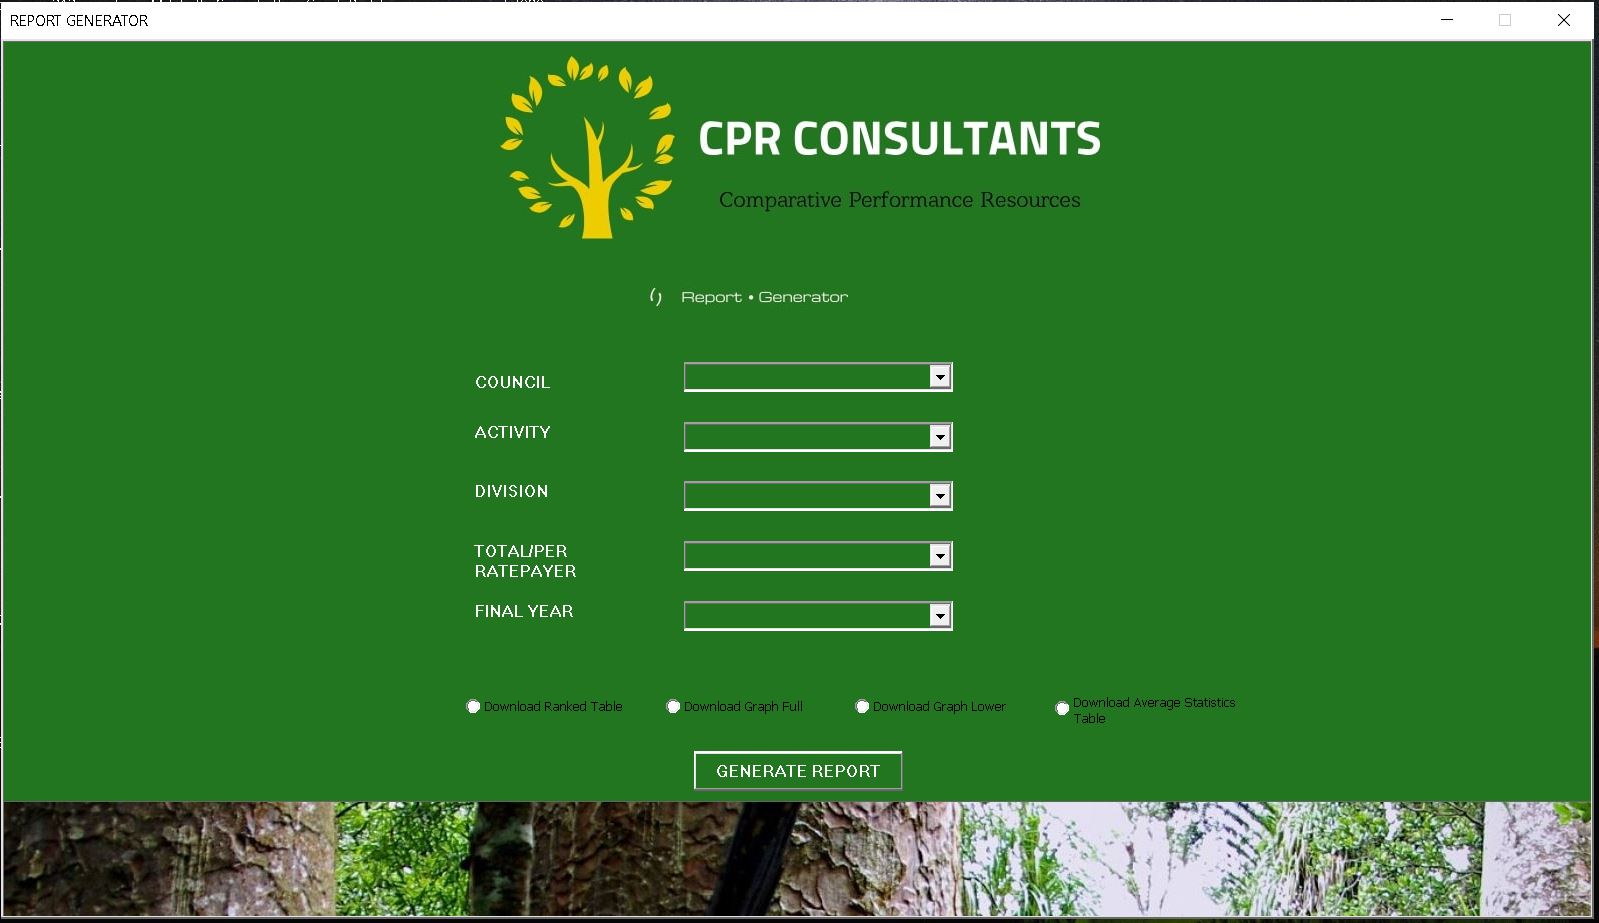 REPORT GENERATOR
CPR CONSULTANTS
Comparative Performance Resources
Report • Generator
COUNCIL
ACTIVITY
DIVISION
TOTAL/PER
RATEPAYER
FINAL YEAR
Download Ranked Table
Download Graph Full
Download Graph Lower
Download Average Statistics
Table
GENERATE REPORT